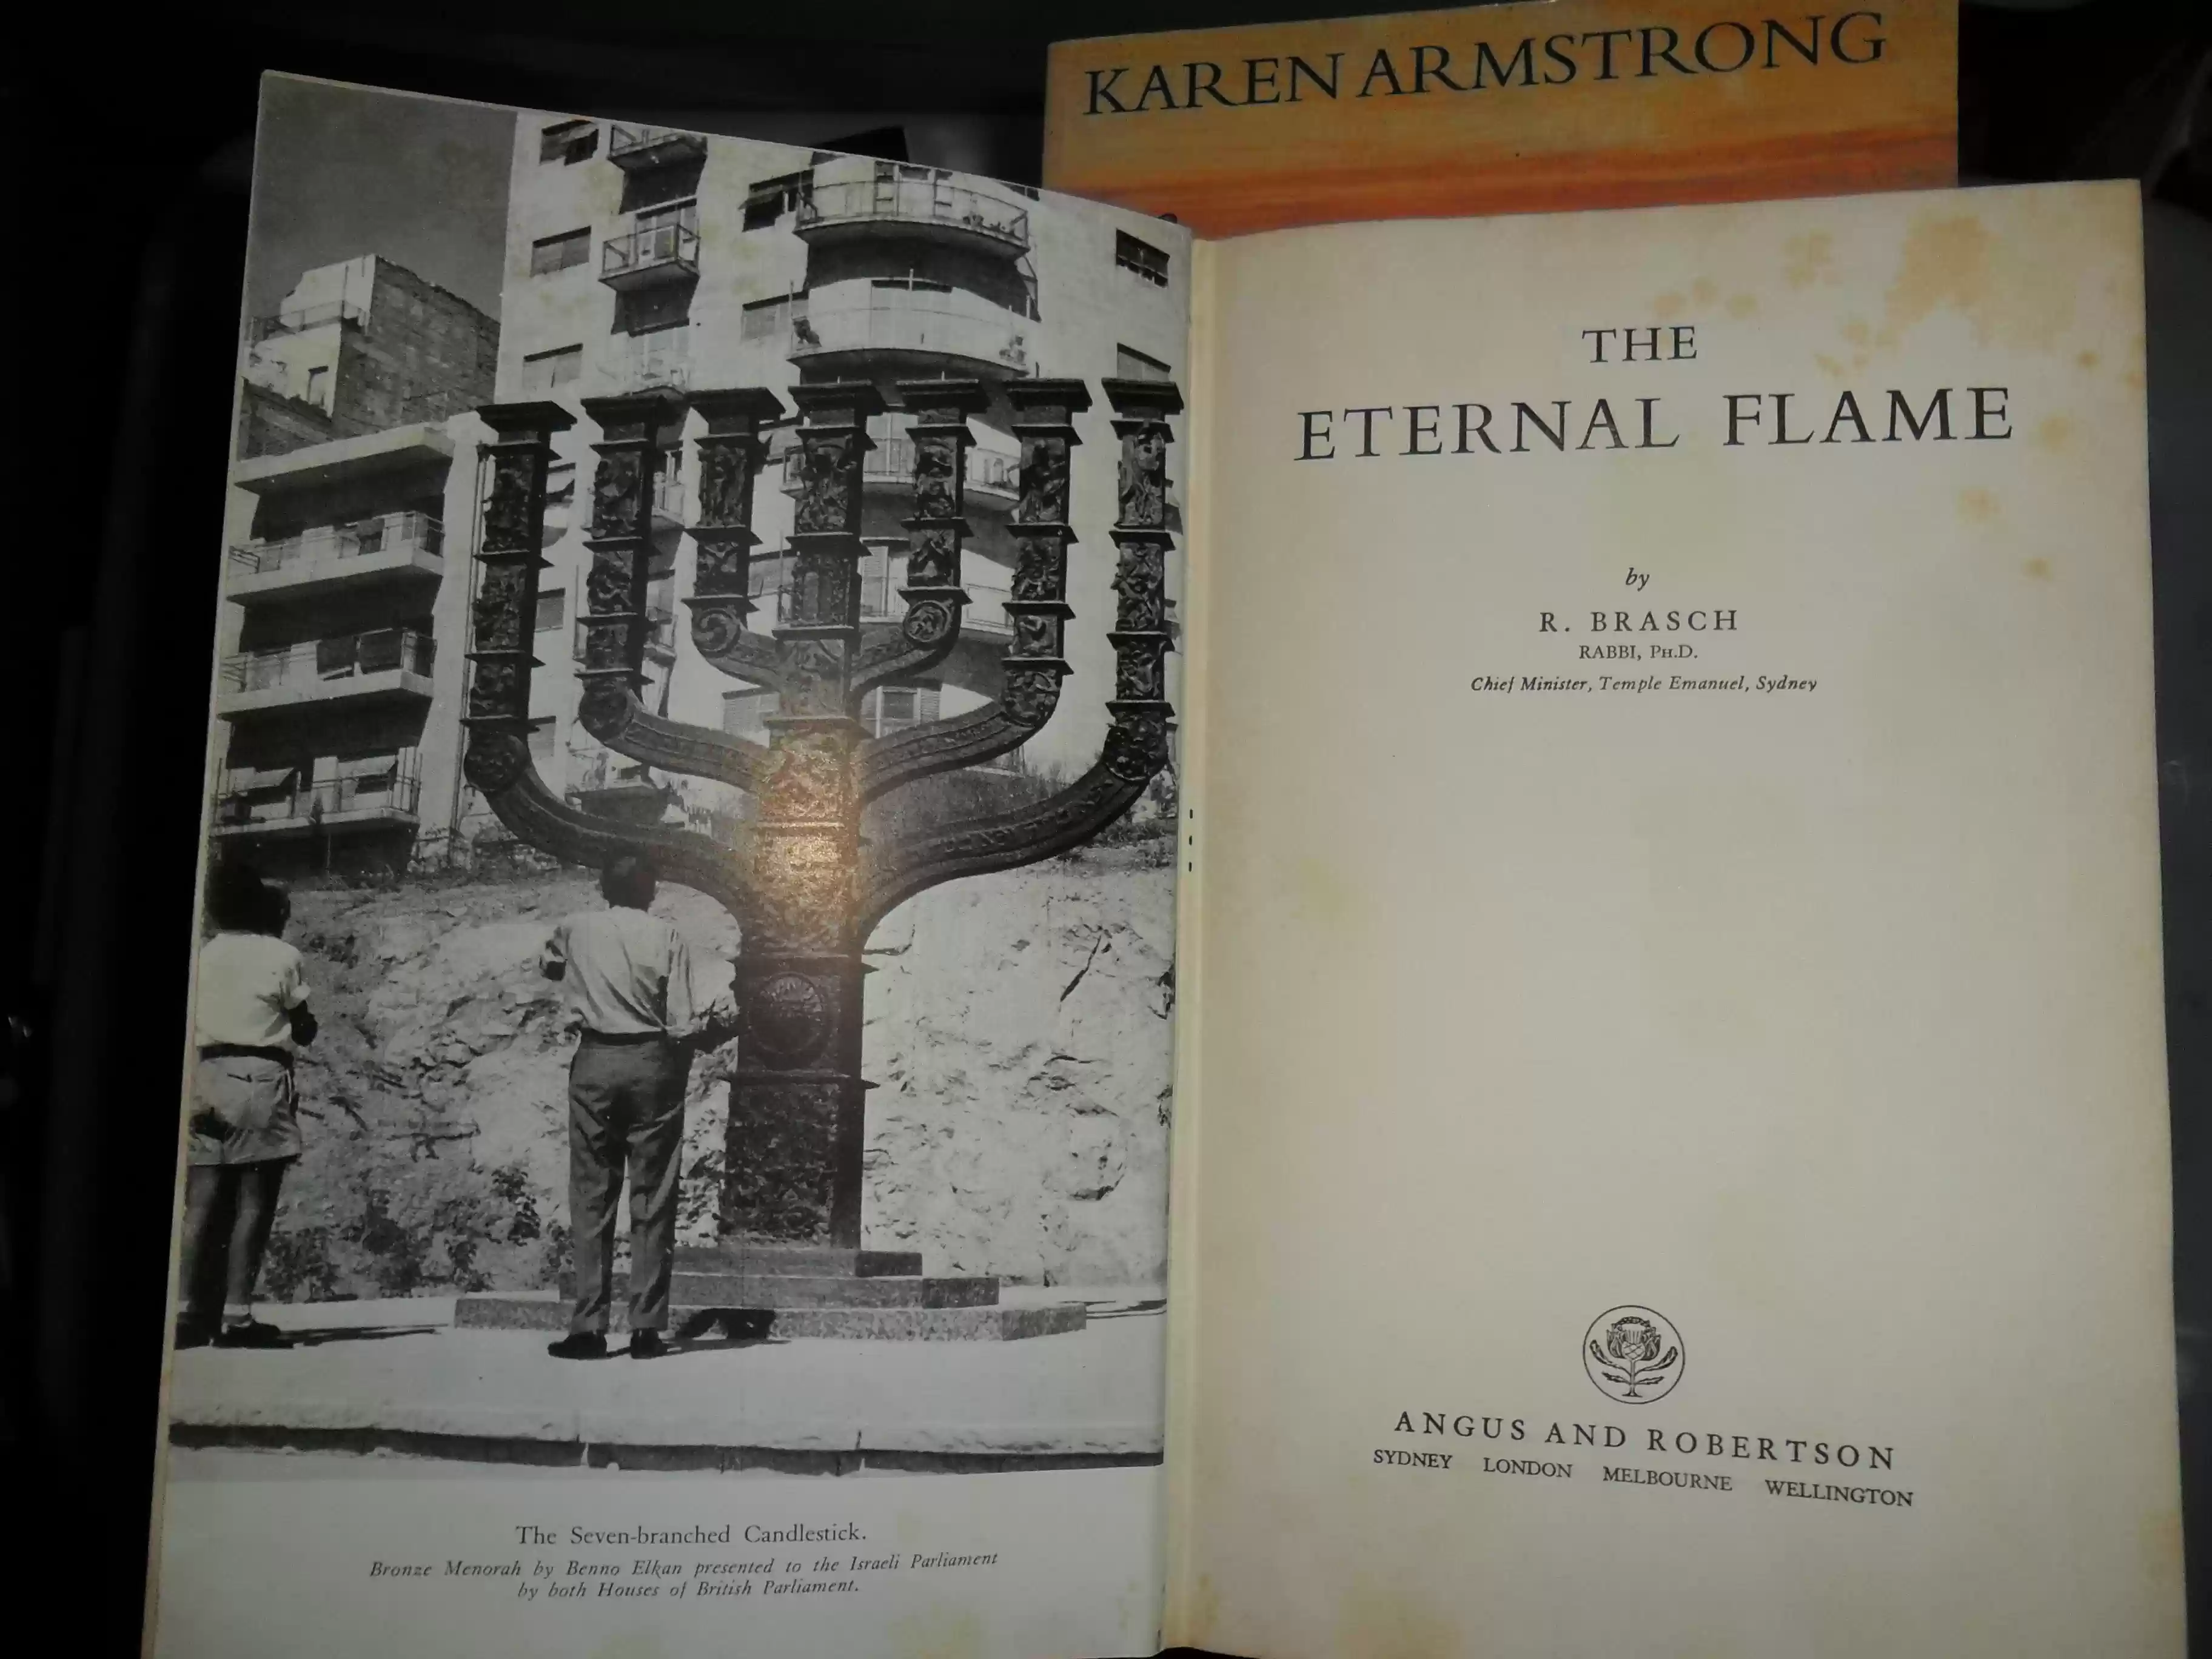 KAREN ARMSTRONG
The Seven-branched Candlestick.
Bronze Menorah by Benno Elkan presented to the Israeli Parliament
by both Houses of British Parliament.
THE
ETERNAL FLAME
by
R. BRASCH
RABBI, PH.D.
Chief Minister, Temple Emanuel, Sydney
ANGUS AND ROBERTSON
SYDNEY LONDON MELBOURNE WELLINGTON